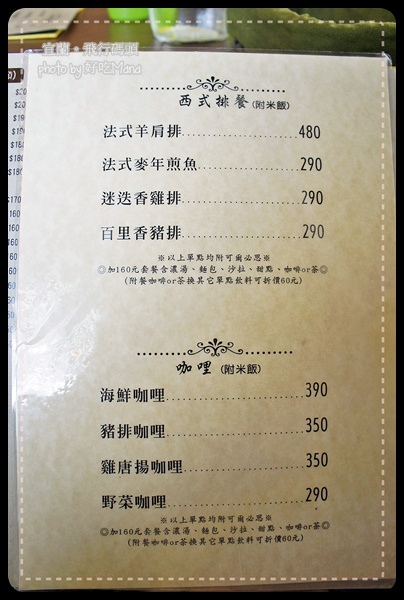 宜蘭。飛行碼頭
photo by 好吃Mana
西式排餐(附米飯)
法式羊肩排........................480
法式麥年煎魚.....................290
迷迭香雞排........................290
百里香豬排........................290
※以上單點均附可爾必思※
◎加160元套餐含濃湯、麵包、沙拉、甜點、咖啡or茶◎
(附餐咖啡or茶換其它單點飲料可折價60元)
咖哩(附米飯)
海鮮咖哩...........................390
豬排咖哩...........................350
雞唐揚咖哩........................350
野菜咖哩...........................290
※以上單點均附可爾必思※
◎加160元套餐含濃湯、麵包、沙拉、甜點、咖啡or茶◎
(附餐咖啡or茶換其它單點飲料可折價60元)